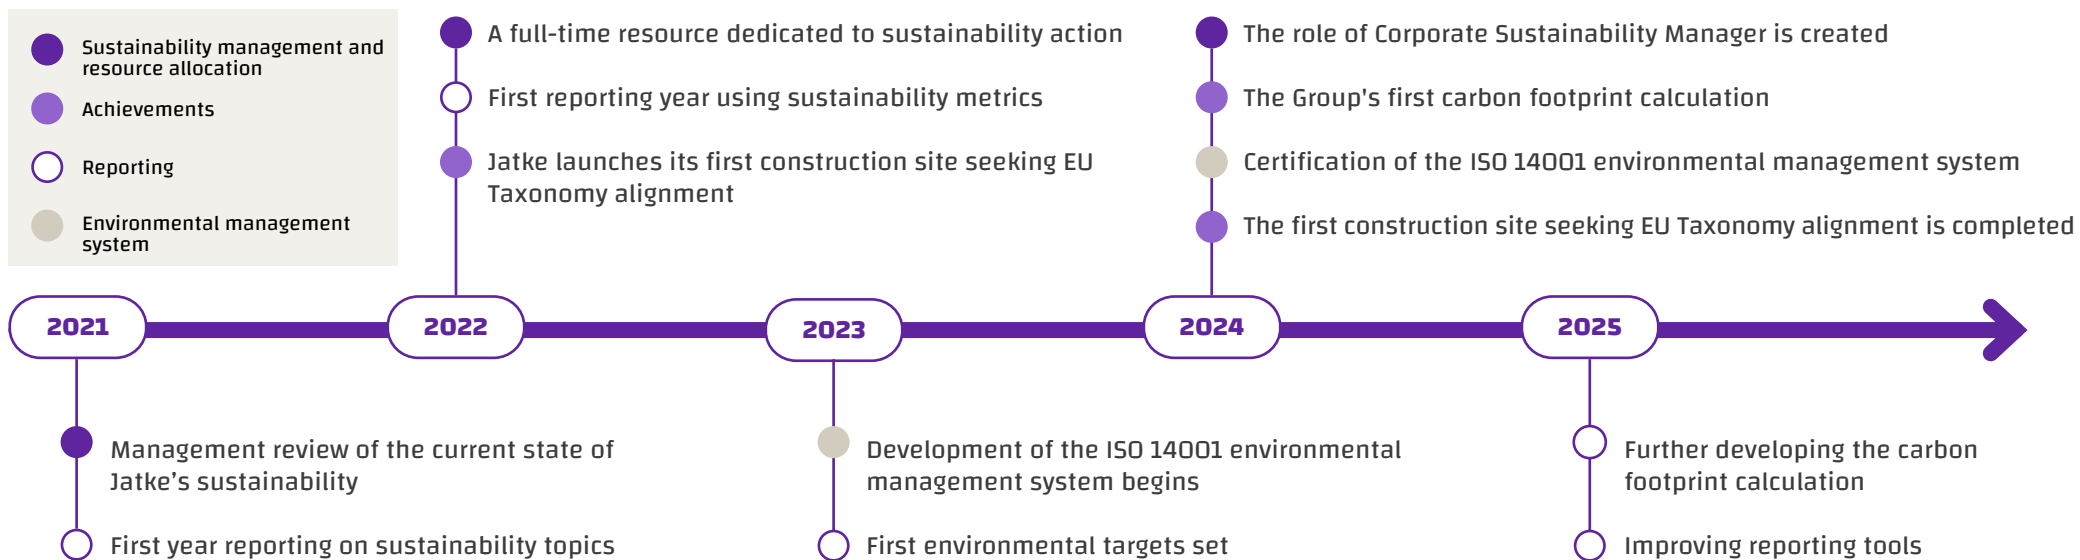 Sustainability management and
resource allocation
Achievements
Reporting
Environmental management
system
A full-time resource dedicated to sustainability action
First reporting year using sustainability metrics
Jatke launches its first construction site seeking EU
Taxonomy alignment
The role of Corporate Sustainability Manager is created
The Group's first carbon footprint calculation
Certification of the ISO 14001 environmental management system
The first construction site seeking EU Taxonomy alignment is completed
2021
2022
2023
2024
2025
Management review of the current state of
Jatke’s sustainability
First year reporting on sustainability topics
Development of the ISO 14001 environmental
management system begins
First environmental targets set
Further developing the carbon
footprint calculation
Improving reporting tools